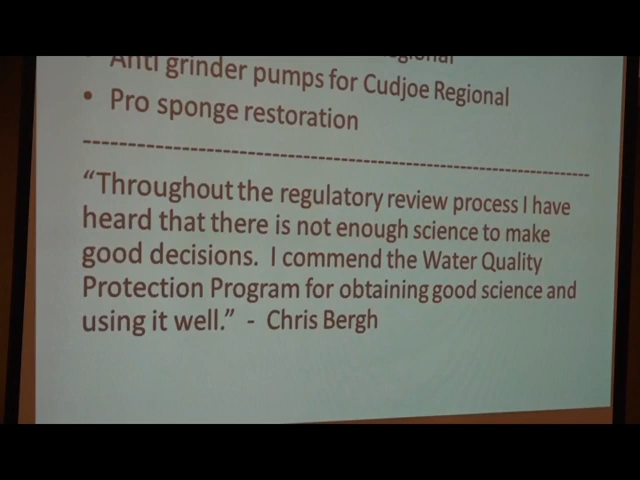 Regional
• Anti grinder pumps for Cudjoe Regional
• Pro sponge restoration
--------------------------------------------------------------------------------
“Throughout the regulatory review process I have
heard that there is not enough science to make
good decisions.  I commend the Water Quality
Protection Program for obtaining good science and
using it well.”  -  Chris Bergh